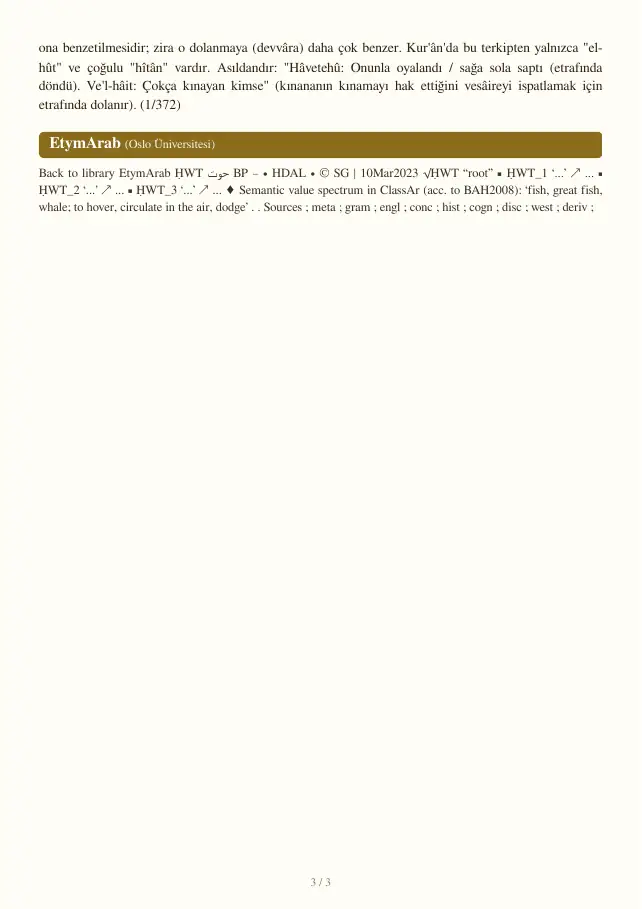 ona benzetilmesidir; zira o dolanmaya (devvâra) daha çok benzer. Kur'ân'da bu terkipten yalnızca "el-
hût" ve çoğulu "hîtân" vardır. Asıldandır: "Hâvetehû: Onunla oyalandı / sağa sola saptı (etrafında
döndü). Ve'l-hâit: Çokça kınayan kimse" (kınananın kınamayı hak ettiğini vesâireyi ispatlamak için
etrafında dolanır). (1/372)
EtymArab (Oslo Üniversitesi)
Back to library EtymArab ḤWT حوت BP – • HDAL • © SG | 10Mar2023 √ḤWT “root” ▪ ḤWT_1 ‘...’ ↗ ... ▪
ḤWT_2 ‘...’ ↗ ... ▪ ḤWT_3 ‘...’ ↗ ... ♦ Semantic value spectrum in ClassAr (acc. to BAH2008): ‘fish, great fish,
whale; to hover, circulate in the air, dodge’ . . Sources ; meta ; gram ; engl ; conc ; hist ; cogn ; disc ; west ; deriv ;
3 / 3